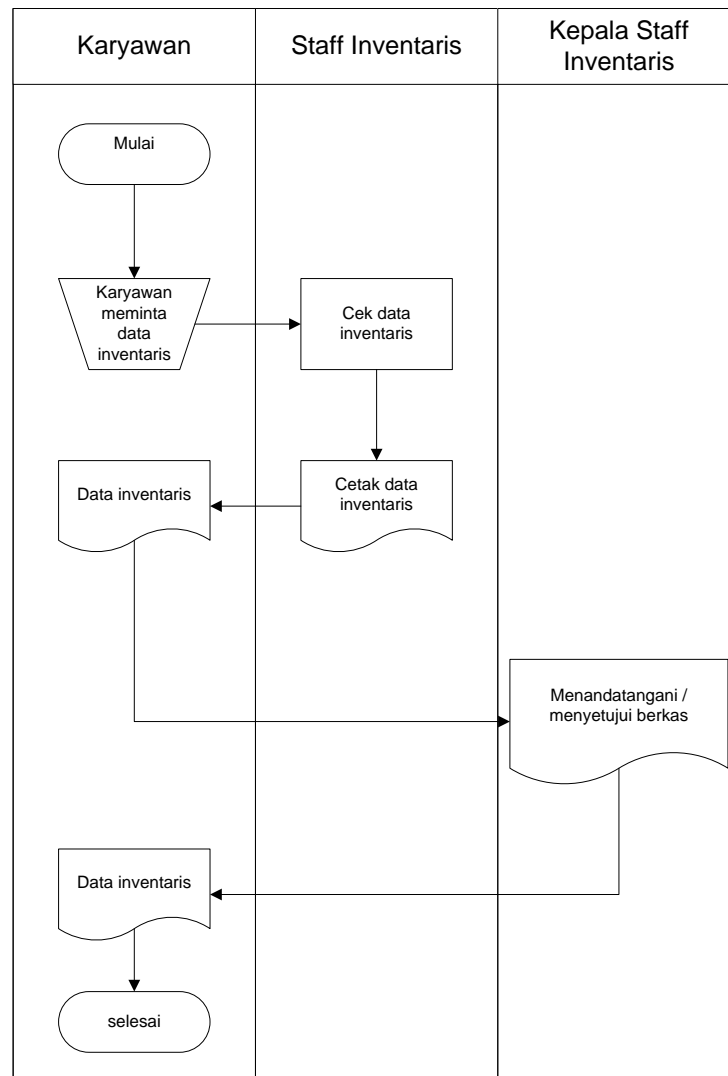 Karyawan
Staff Inventaris
Kepala Staff
Inventaris
Mulai
Karyawan
meminta
data
inventaris
Cek data
inventaris
Data inventaris
Cetak data
inventaris
Menandatangani /
menyetujui berkas
Data inventaris
selesai